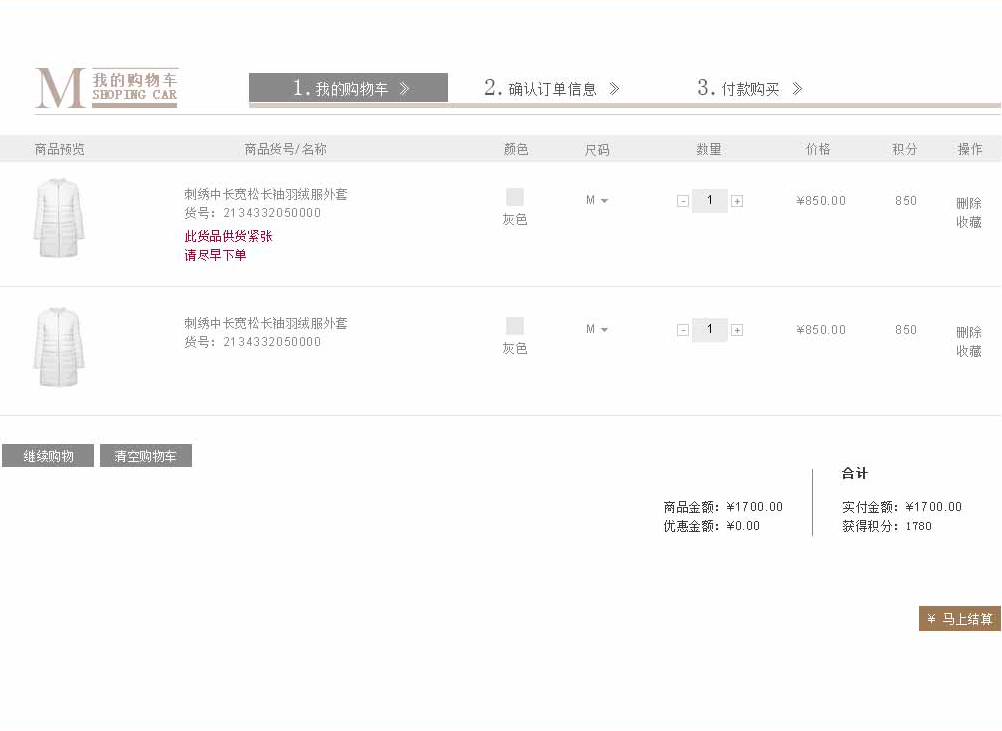 M 我的购物车
SHOPING CAR
1.我的购物车 》 2.确认订单信息 》 3.付款购买 》
商品预览 商品货号/名称 颜色 尺码 数量 价格 积分 操作
刺绣中长宽松长袖羽绒服外套 M - 1 + ¥850.00 850 删除
货号：2134332050000 灰色 收藏
此货品供货紧张
请尽早下单
刺绣中长宽松长袖羽绒服外套 M - 1 + ¥850.00 850 删除
货号：2134332050000 灰色 收藏
继续购物 清空购物车
合计
商品金额：¥1700.00 实付金额：¥1700.00
优惠金额：¥0.00 获得积分：1780
¥ 马上结算